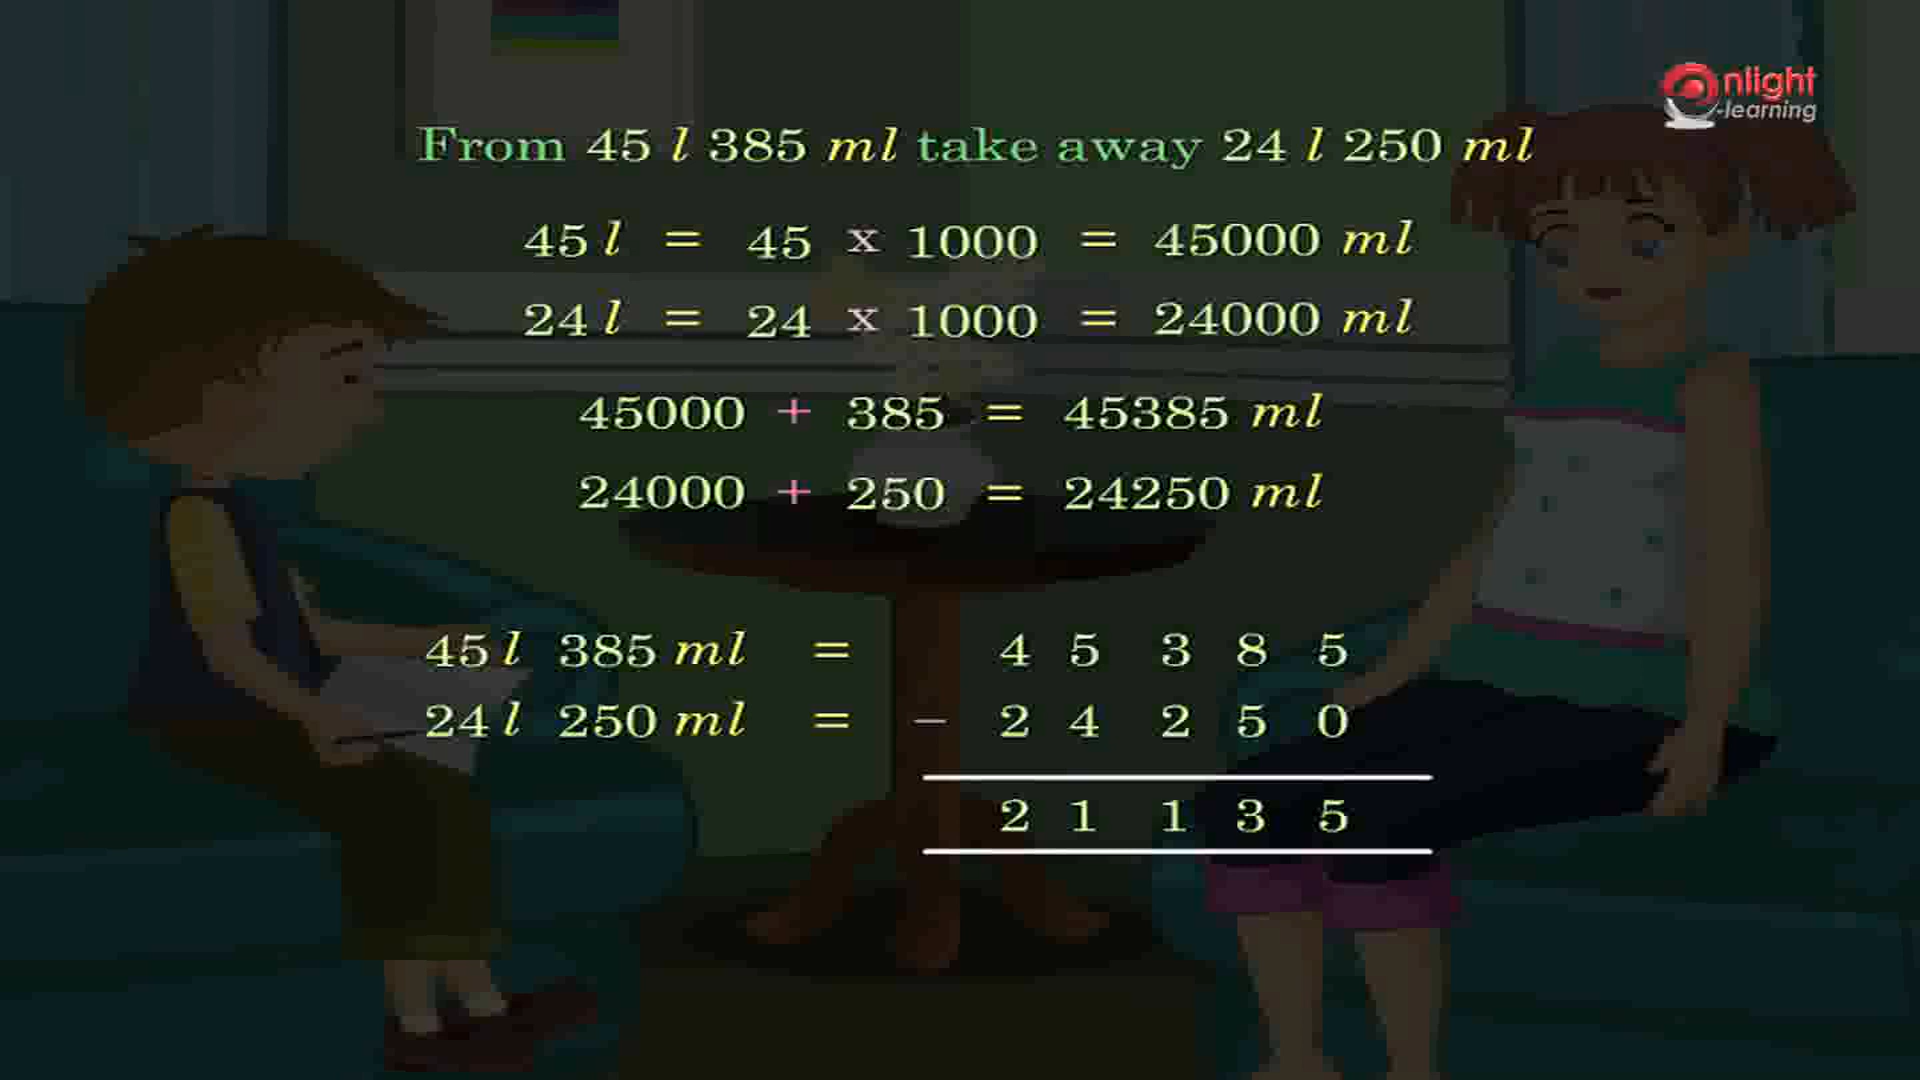 nlight
-learning
From 45 l 385 ml take away 24 l 250 ml
45 l = 45 x 1000 = 45000 ml
24 l = 24 x 1000 = 24000 ml
45000 + 385 = 45385 ml
24000 + 250 = 24250 ml
45 l 385 ml = 4 5 3 8 5
24 l 250 ml = − 2 4 2 5 0
2 1 1 3 5